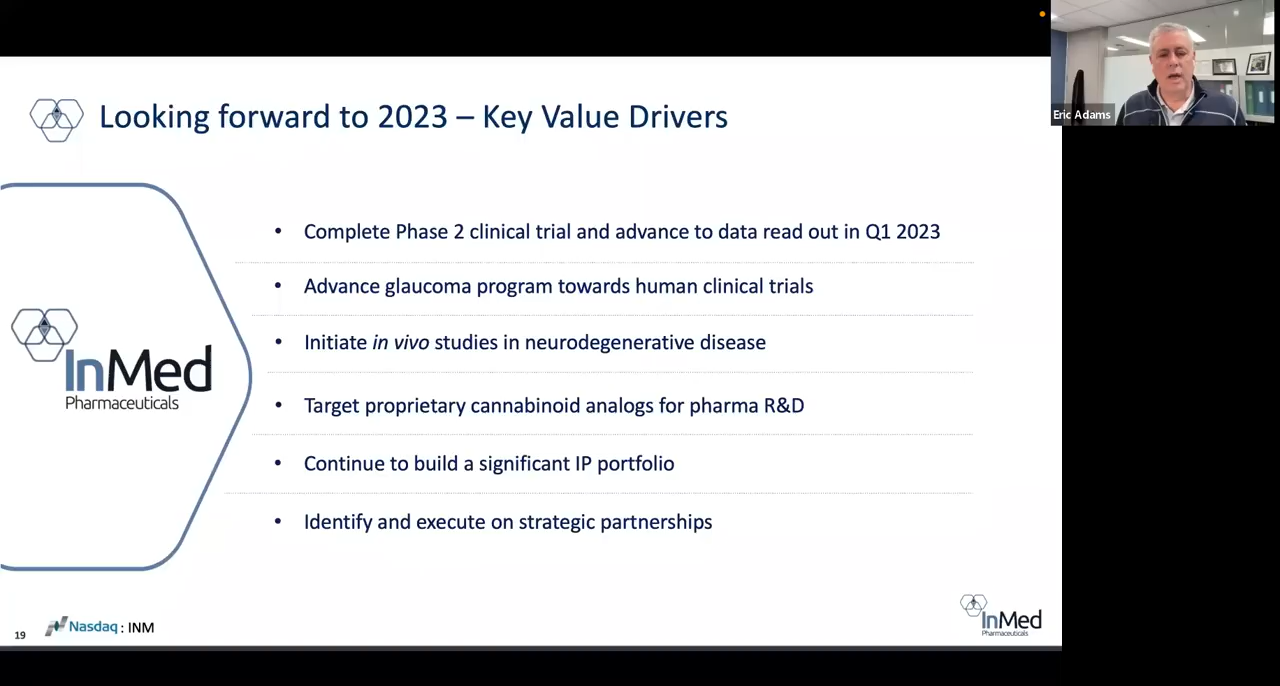 Eric Adams
Looking forward to 2023 – Key Value Drivers
• Complete Phase 2 clinical trial and advance to data read out in Q1 2023
• Advance glaucoma program towards human clinical trials
• Initiate in vivo studies in neurodegenerative disease
• Target proprietary cannabinoid analogs for pharma R&D
• Continue to build a significant IP portfolio
• Identify and execute on strategic partnerships
InMed
Pharmaceuticals
19
Nasdaq : INM
InMed
Pharmaceuticals